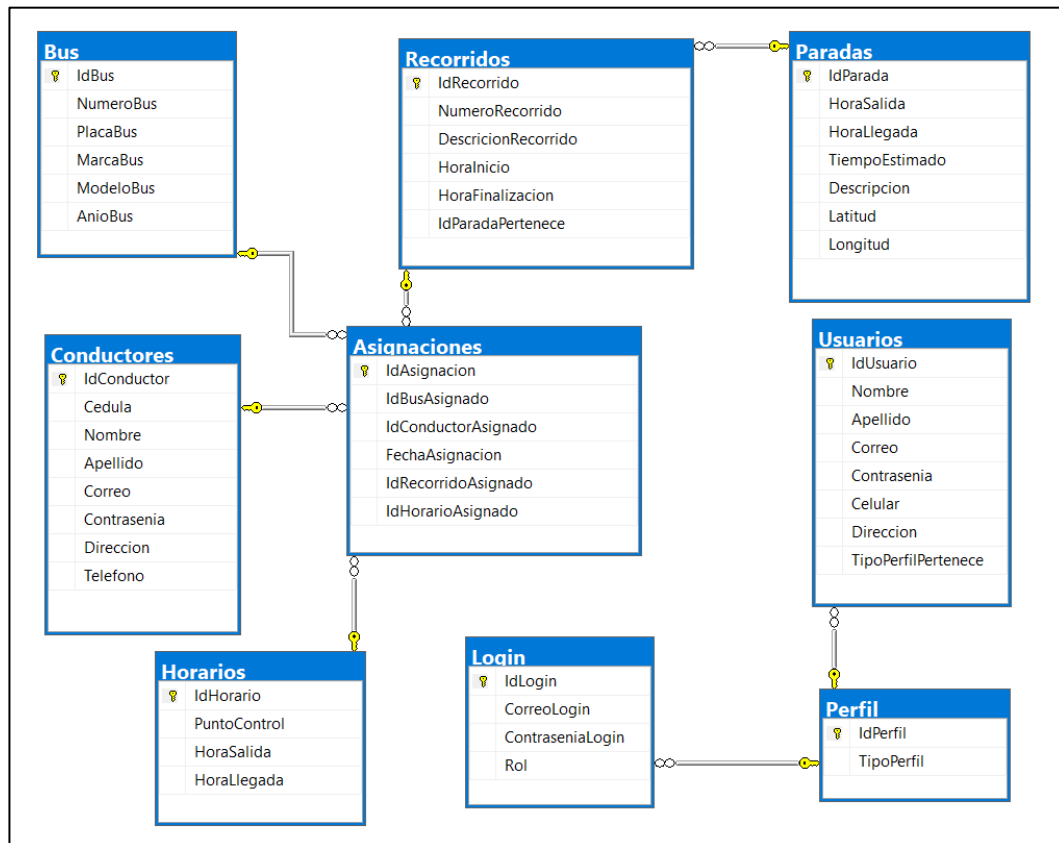 Bus
IdBus
NumeroBus
PlacaBus
MarcaBus
ModeloBus
AnioBus
Recorridos
IdRecorrido
NumeroRecorrido
DescricionRecorrido
HoraInicio
HoraFinalizacion
IdParadaPertenece
Paradas
IdParada
HoraSalida
HoraLlegada
TiempoEstimado
Descripcion
Latitud
Longitud
Conductores
IdConductor
Cedula
Nombre
Apellido
Correo
Contrasenia
Direccion
Telefono
Asignaciones
IdAsignacion
IdBusAsignado
IdConductorAsignado
FechaAsignacion
IdRecorridoAsignado
IdHorarioAsignado
Usuarios
IdUsuario
Nombre
Apellido
Correo
Contrasenia
Celular
Direccion
TipoPerfilPertenece
Horarios
IdHorario
PuntoControl
HoraSalida
HoraLlegada
Login
IdLogin
CorreoLogin
ContraseniaLogin
Rol
Perfil
IdPerfil
TipoPerfil